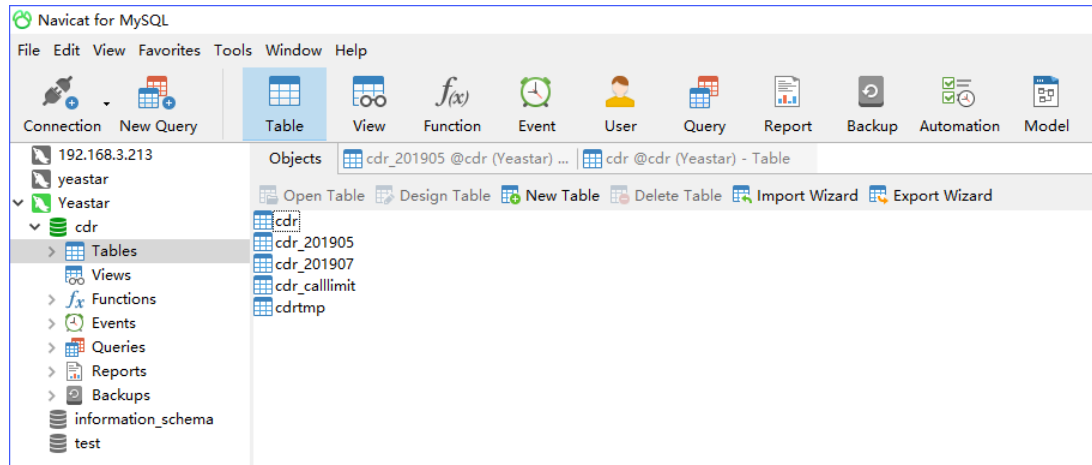 Navicat for MySQL
File Edit View Favorites Tools Window Help
Connection New Query Table View Function Event User Query Report Backup Automation Model
192.168.3.213
yeastar
Yeastar
cdr
Tables
Views
Functions
Events
Queries
Reports
Backups
information_schema
test
Objects cdr_201905 @cdr (Yeastar) ... cdr @cdr (Yeastar) - Table
Open Table Design Table New Table Delete Table Import Wizard Export Wizard
cdr
cdr_201905
cdr_201907
cdr_calllimit
cdrtmp